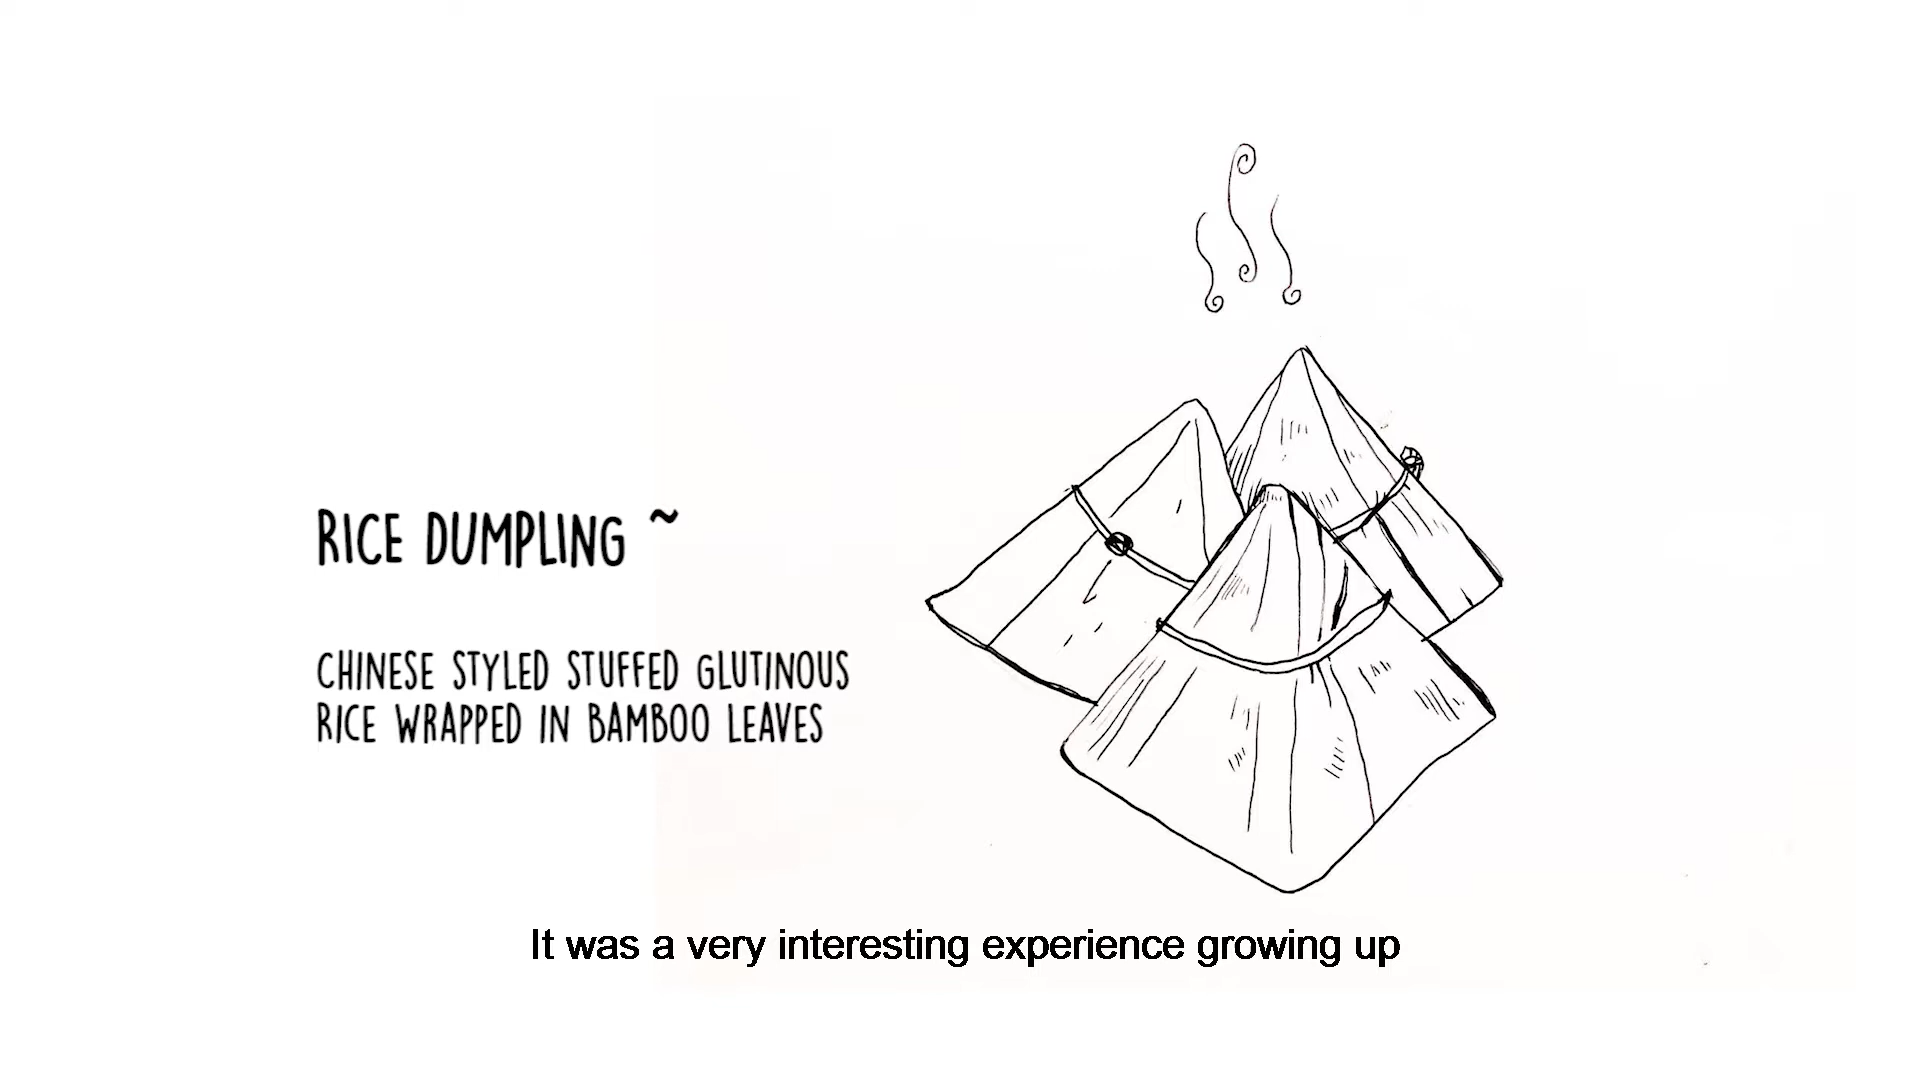 RICE DUMPLING ~
CHINESE STYLED STUFFED GLUTINOUS
RICE WRAPPED IN BAMBOO LEAVES
It was a very interesting experience growing up